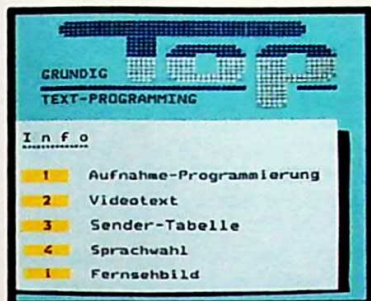 Top
GRUNDIG
TEXT-PROGRAMMING
Info
1 Aufnahme-Programmierung
2 Videotext
3 Sender-Tabelle
4 Sprachwahl
i Fernsehbild